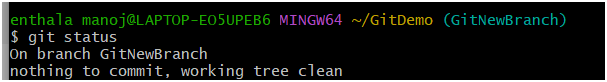 enthala manoj@LAPTOP-EO5UPEB6 MINGW64 ~/GitDemo (GitNewBranch)
$ git status
On branch GitNewBranch
nothing to commit, working tree clean